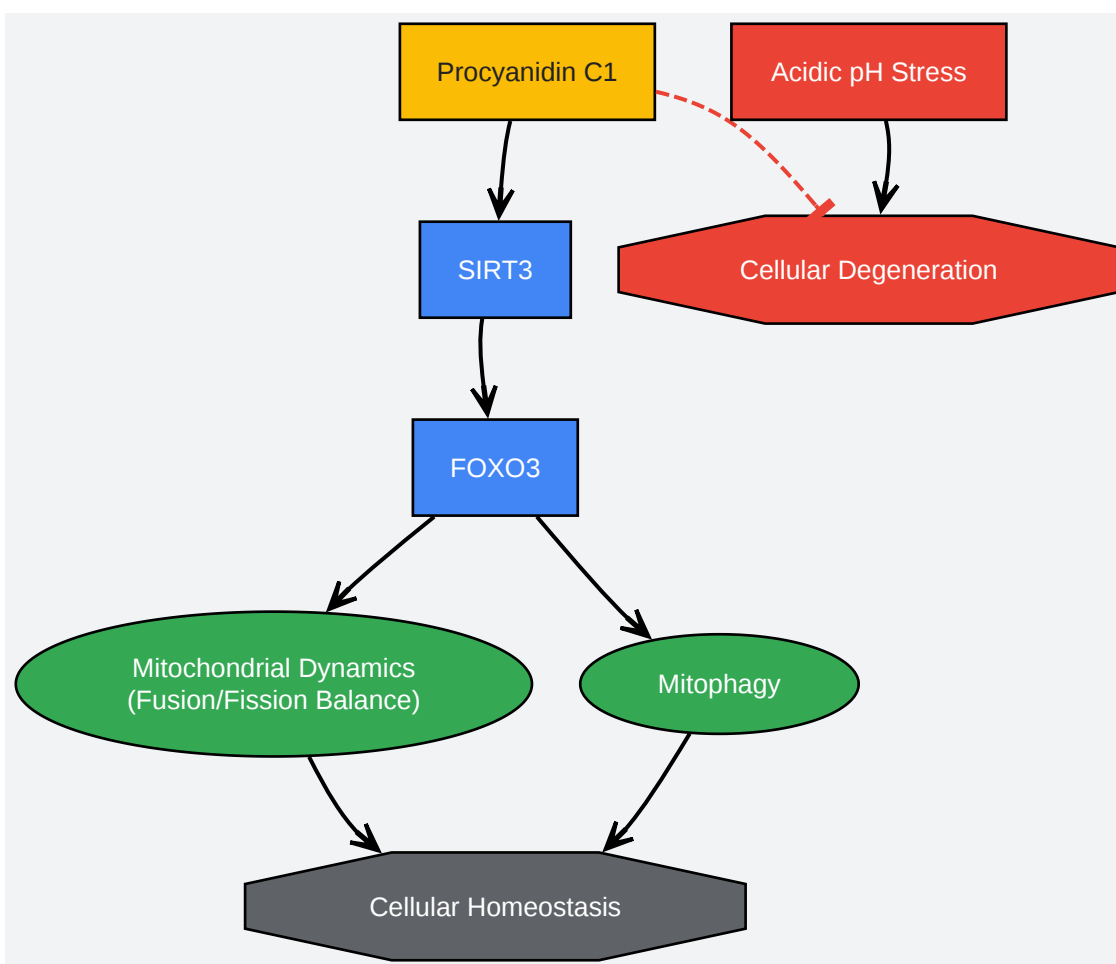 Procyanidin C1
Acidic pH Stress
SIRT3
Cellular Degeneration
FOXO3
Mitochondrial Dynamics
(Fusion/Fission Balance)
Mitophagy
Cellular Homeostasis